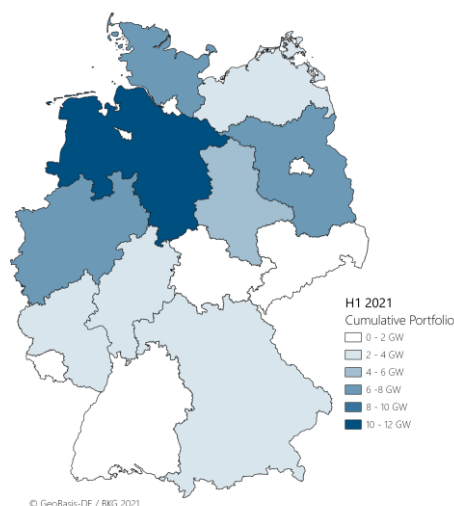 H1 2021
Cumulative Portfolio
0 - 2 GW
2 - 4 GW
4 - 6 GW
6 -8 GW
8 - 10 GW
10 - 12 GW
© GeoBasis-DE / BKG 2021